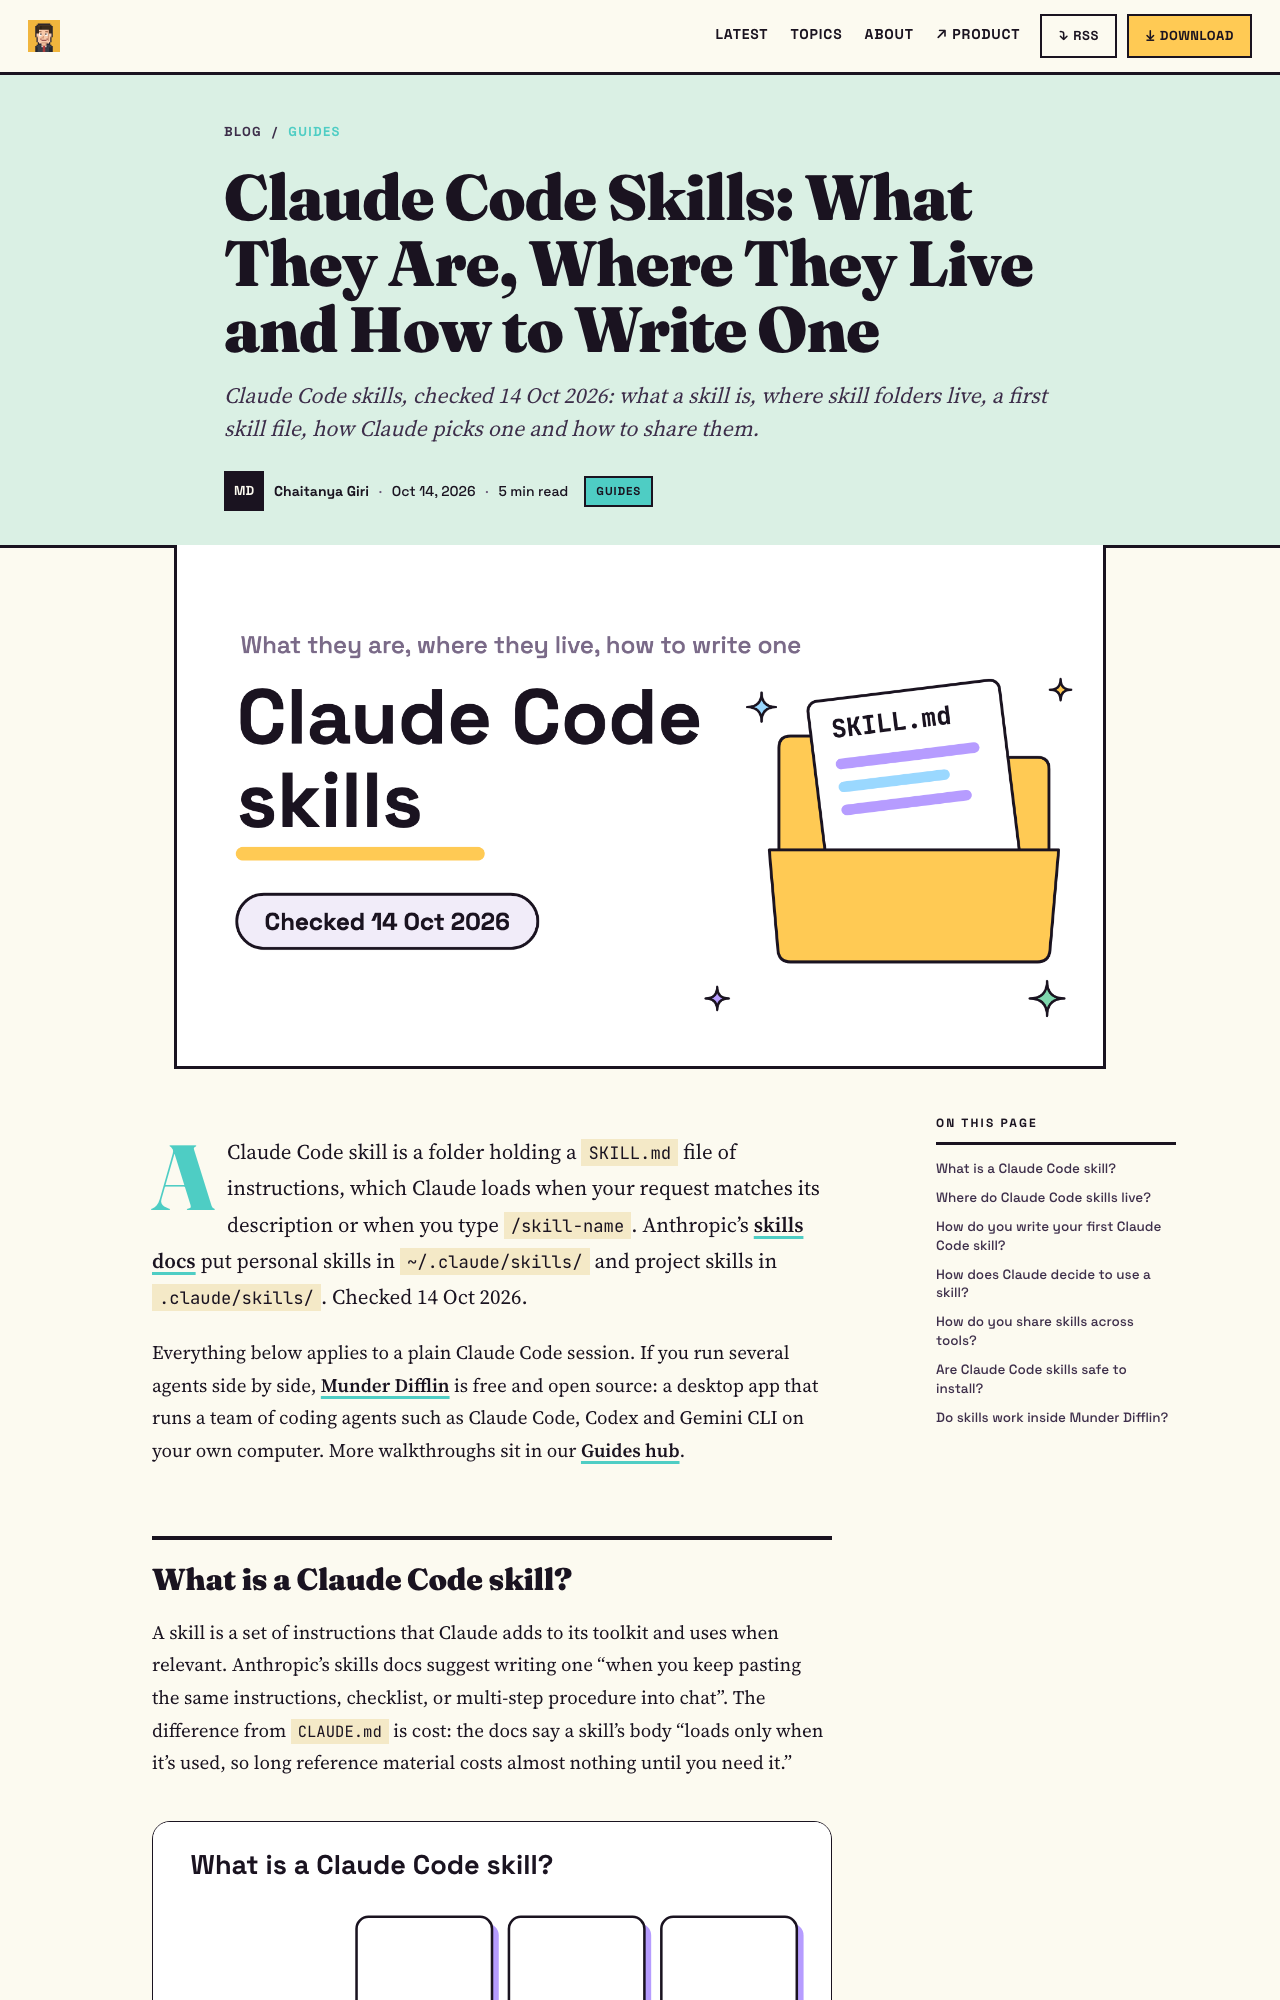 LATEST TOPICS ABOUT ↗ PRODUCT ⤵ RSS ⤓ DOWNLOAD
BLOG / GUIDES
Claude Code Skills: What
They Are, Where They Live
and How to Write One
Claude Code skills, checked 14 Oct 2026: what a skill is, where skill folders live, a first
skill file, how Claude picks one and how to share them.
MD Chaitanya Giri · Oct 14, 2026 · 5 min read GUIDES
What they are, where they live, how to write one
Claude Code
skills
Checked 14 Oct 2026
SKILL.md
A Claude Code skill is a folder holding a SKILL.md file of
instructions, which Claude loads when your request matches its
description or when you type /skill-name. Anthropic’s skills
docs put personal skills in ~/.claude/skills/ and project skills in
.claude/skills/. Checked 14 Oct 2026.
Everything below applies to a plain Claude Code session. If you run several
agents side by side, Munder Difflin is free and open source: a desktop app that
runs a team of coding agents such as Claude Code, Codex and Gemini CLI on
your own computer. More walkthroughs sit in our Guides hub.
ON THIS PAGE
What is a Claude Code skill?
Where do Claude Code skills live?
How do you write your first Claude
Code skill?
How does Claude decide to use a
skill?
How do you share skills across
tools?
Are Claude Code skills safe to
install?
Do skills work inside Munder Difflin?
What is a Claude Code skill?
A skill is a set of instructions that Claude adds to its toolkit and uses when
relevant. Anthropic’s skills docs suggest writing one “when you keep pasting
the same instructions, checklist, or multi-step procedure into chat”. The
difference from CLAUDE.md is cost: the docs say a skill’s body “loads only when
it’s used, so long reference material costs almost nothing until you need it.”
What is a Claude Code skill?